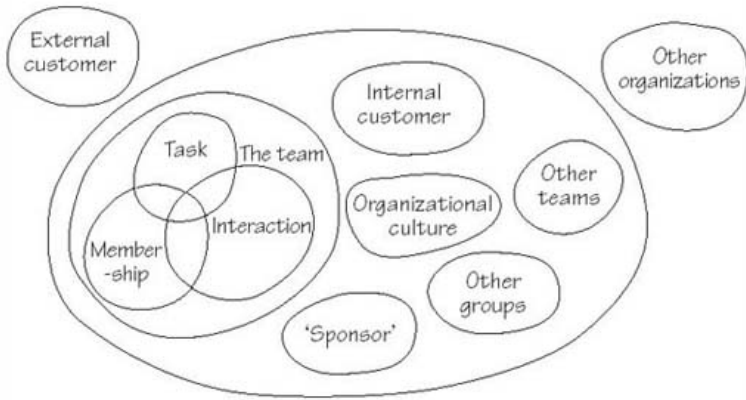 External
customer
Other
organizations
Internal
customer
Task
The team
Other
teams
Organizational
culture
Interaction
Member
-ship
Other
groups
'Sponsor'